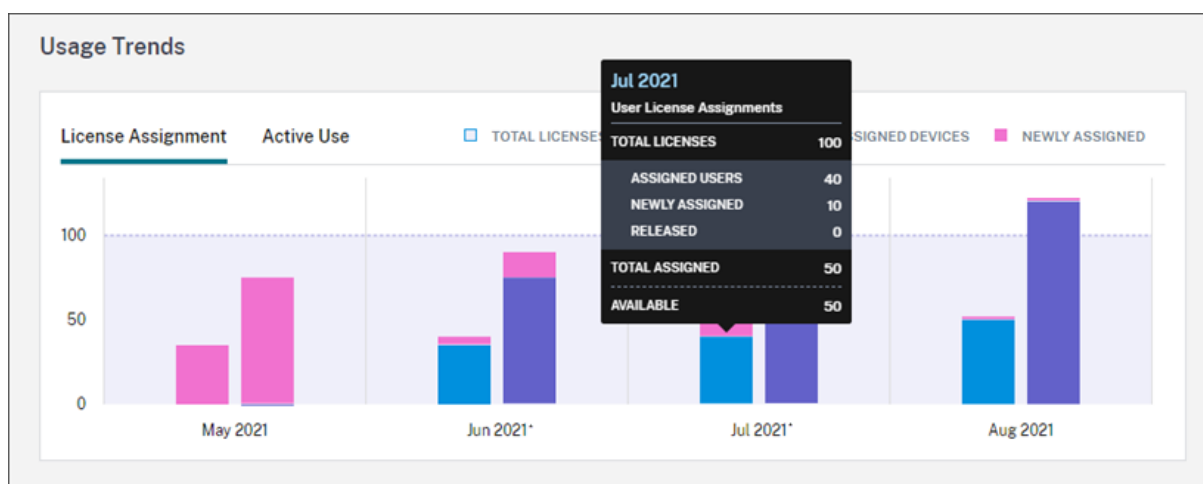 Usage Trends
License Assignment Active Use TOTAL LICENSES ASSIGNED DEVICES NEWLY ASSIGNED
Jul 2021
User License Assignments
TOTAL LICENSES 100
ASSIGNED USERS 40
NEWLY ASSIGNED 10
RELEASED 0
TOTAL ASSIGNED 50
AVAILABLE 50
100
50
0
May 2021 Jun 2021* Jul 2021* Aug 2021